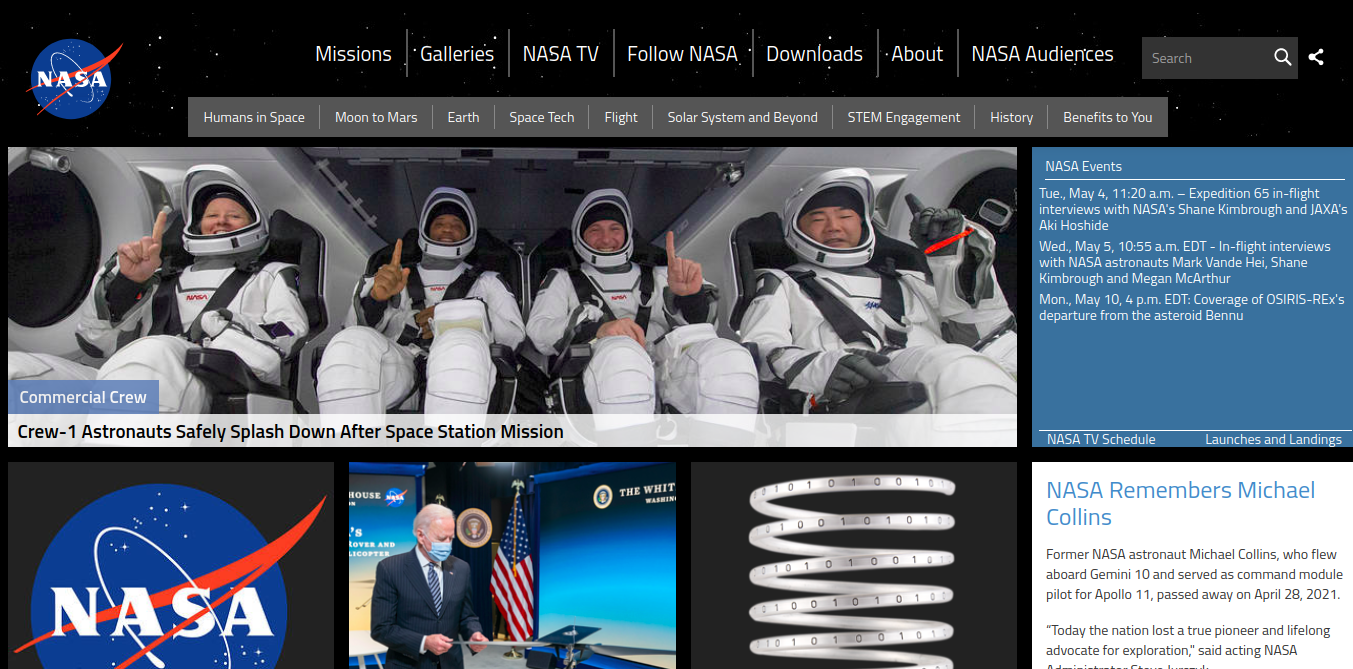 NASA
Missions
Galleries
NASA TV
Follow NASA
Downloads
About
NASA Audiences
Search
Humans in Space
Moon to Mars
Earth
Space Tech
Flight
Solar System and Beyond
STEM Engagement
History
Benefits to You
NASA
NASA
Commercial Crew
Crew-1 Astronauts Safely Splash Down After Space Station Mission
NASA Events
Tue., May 4, 11:20 a.m. – Expedition 65 in-flight
interviews with NASA's Shane Kimbrough and JAXA's
Aki Hoshide
Wed., May 5, 10:55 a.m. EDT - In-flight interviews
with NASA astronauts Mark Vande Hei, Shane
Kimbrough and Megan McArthur
Mon., May 10, 4 p.m. EDT: Coverage of OSIRIS-REx's
departure from the asteroid Bennu
NASA TV Schedule
Launches and Landings
NASA
HOUSE
'S
ROVER AND
LICOPTER
THE WHIT
WASHIN
NASA Remembers Michael
Collins
Former NASA astronaut Michael Collins, who flew
aboard Gemini 10 and served as command module
pilot for Apollo 11, passed away on April 28, 2021.
“Today the nation lost a true pioneer and lifelong
advocate for exploration," said acting NASA